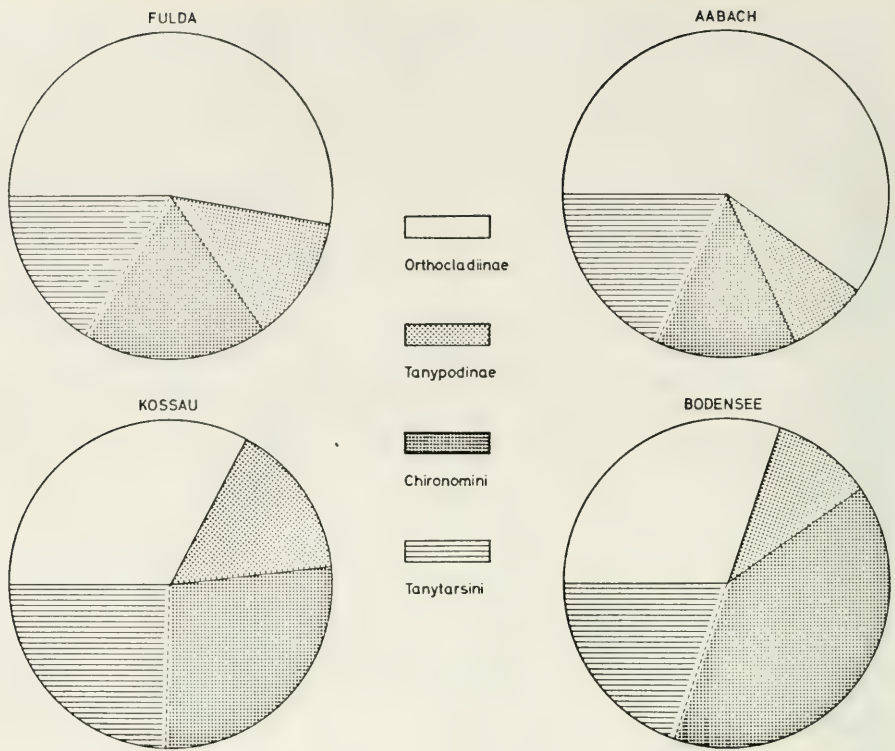 FULDA
AABACH
Orthocladiinae
Tanypodinae
Chironomini
Tanytarsini
KOSSAU
BODENSEE